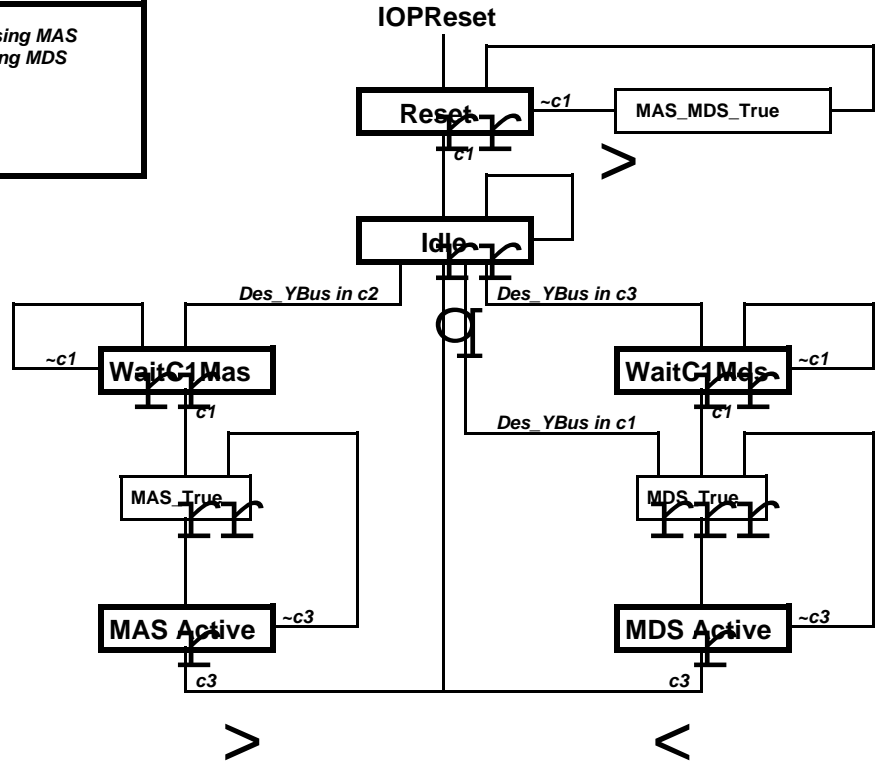 IOPReset
sing MAS
ng MDS
Reset
~c1
MAS_MDS_True
c1
>
Idle
Des_YBus in c2
Des_YBus in c3
~c1
WaitC1Mas
WaitC1Mds
~c1
c1
c1
Des_YBus in c1
MAS_True
MDS_True
MAS Active
~c3
MDS Active
~c3
c3
c3
>
<